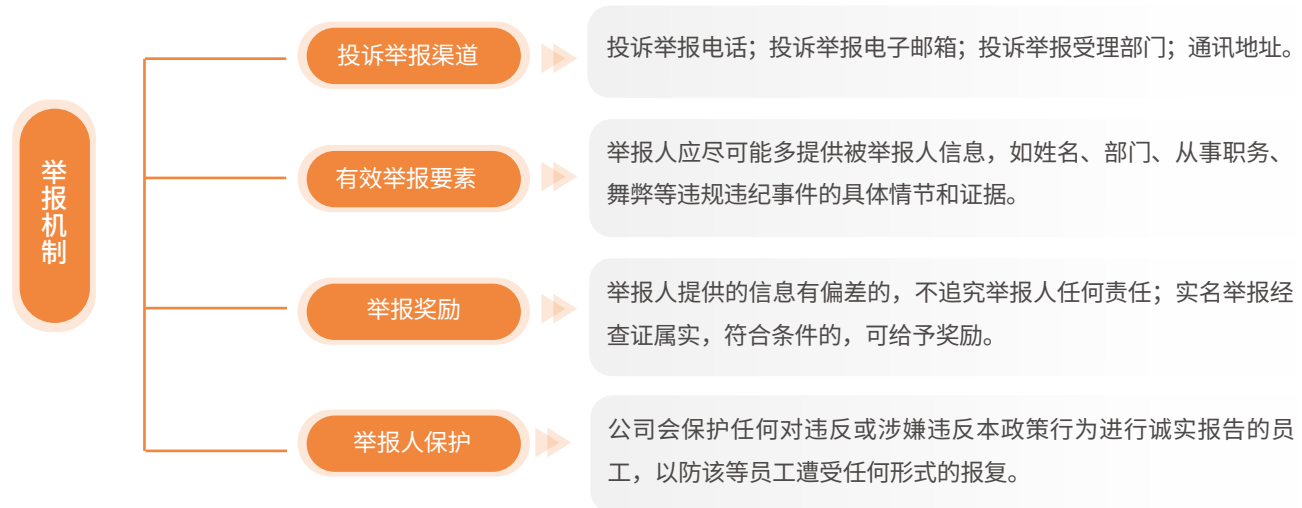 举报机制
投诉举报渠道
投诉举报电话；投诉举报电子邮箱；投诉举报受理部门；通讯地址。
有效举报要素
举报人应尽可能多提供被举报人信息，如姓名、部门、从事职务、
舞弊等违规违纪事件的具体情节和证据。
举报奖励
举报人提供的信息有偏差的，不追究举报人任何责任；实名举报经
查证属实，符合条件的，可给予奖励。
举报人保护
公司会保护任何对违反或涉嫌违反本政策行为进行诚实报告的员
工，以防该等员工遭受任何形式的报复。